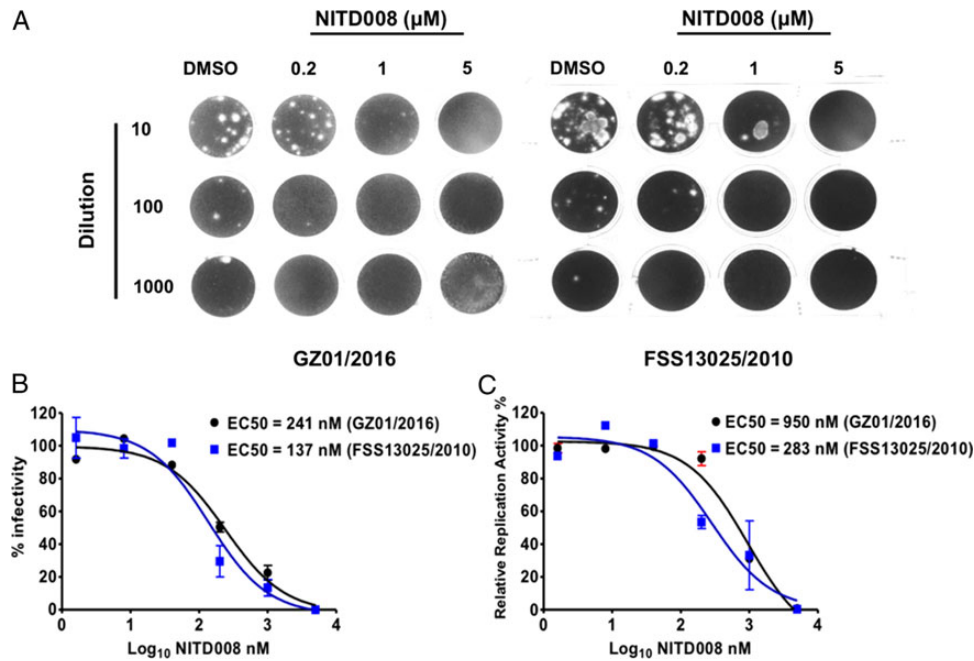 A
NITD008 (µM)
NITD008 (µM)
DMSO 0.2 1 5
DMSO 0.2 1 5
Dilution
10
100
1000
GZ01/2016
FSS13025/2010
B
% infectivity
120
100
80
60
40
20
0
0 1 2 3 4
Log10 NITD008 nM
EC50 = 241 nM (GZ01/2016)
EC50 = 137 nM (FSS13025/2010)
C
Relative Replication Activity %
120
100
80
60
40
20
0
0 1 2 3 4
Log10 NITD008 nM
EC50 = 950 nM (GZ01/2016)
EC50 = 283 nM (FSS13025/2010)